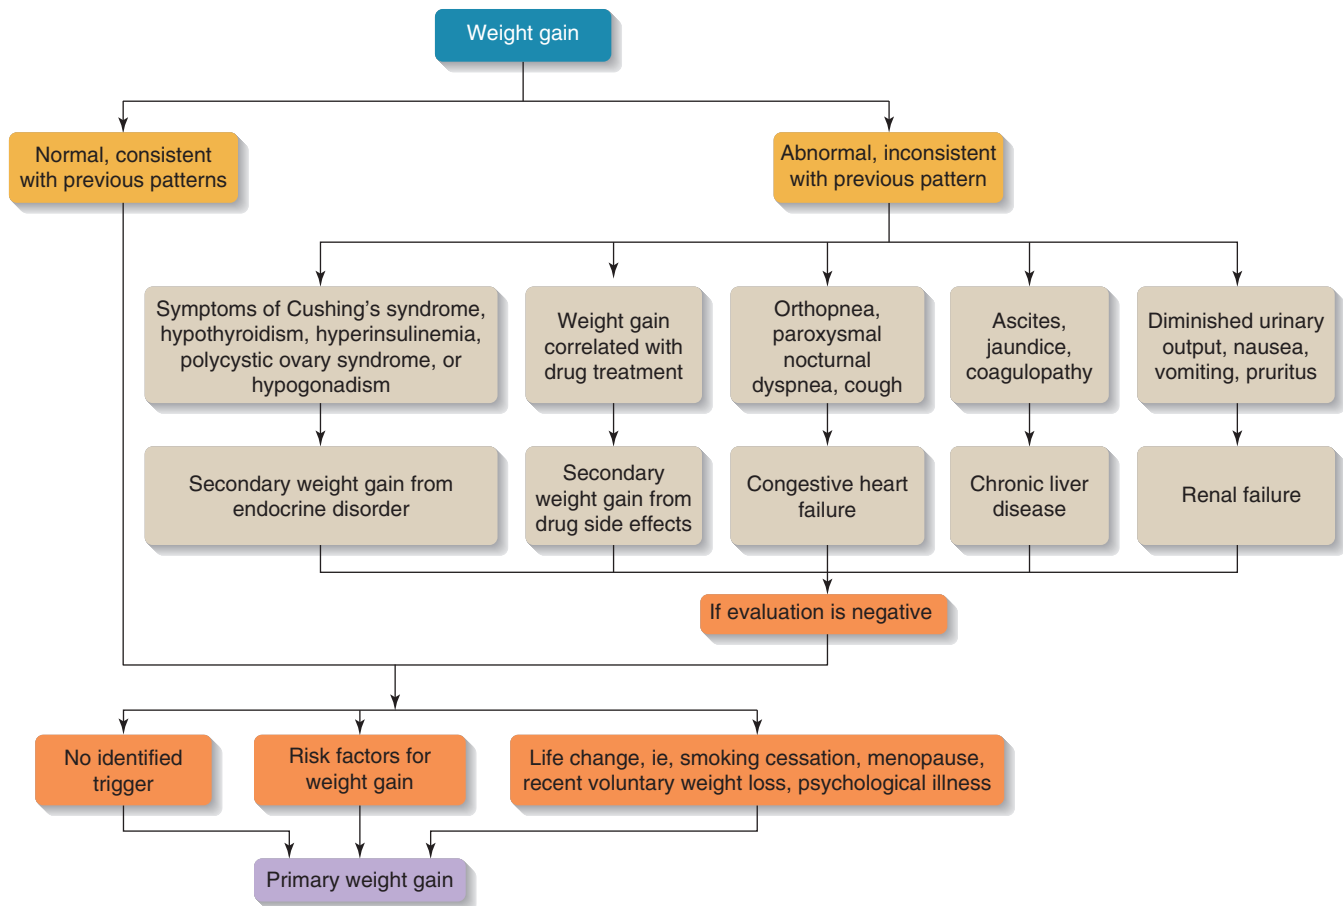 Weight gain
Normal, consistent
with previous patterns
Abnormal, inconsistent
with previous pattern
Symptoms of Cushing's syndrome,
hypothyroidism, hyperinsulinemia,
polycystic ovary syndrome, or
hypogonadism
Weight gain
correlated with
drug treatment
Orthopnea,
paroxysmal
nocturnal
dyspnea, cough
Ascites,
jaundice,
coagulopathy
Diminished urinary
output, nausea,
vomiting, pruritus
Secondary weight gain from
endocrine disorder
Secondary
weight gain from
drug side effects
Congestive heart
failure
Chronic liver
disease
Renal failure
If evaluation is negative
No identified
trigger
Risk factors for
weight gain
Life change, ie, smoking cessation, menopause,
recent voluntary weight loss, psychological illness
Primary weight gain